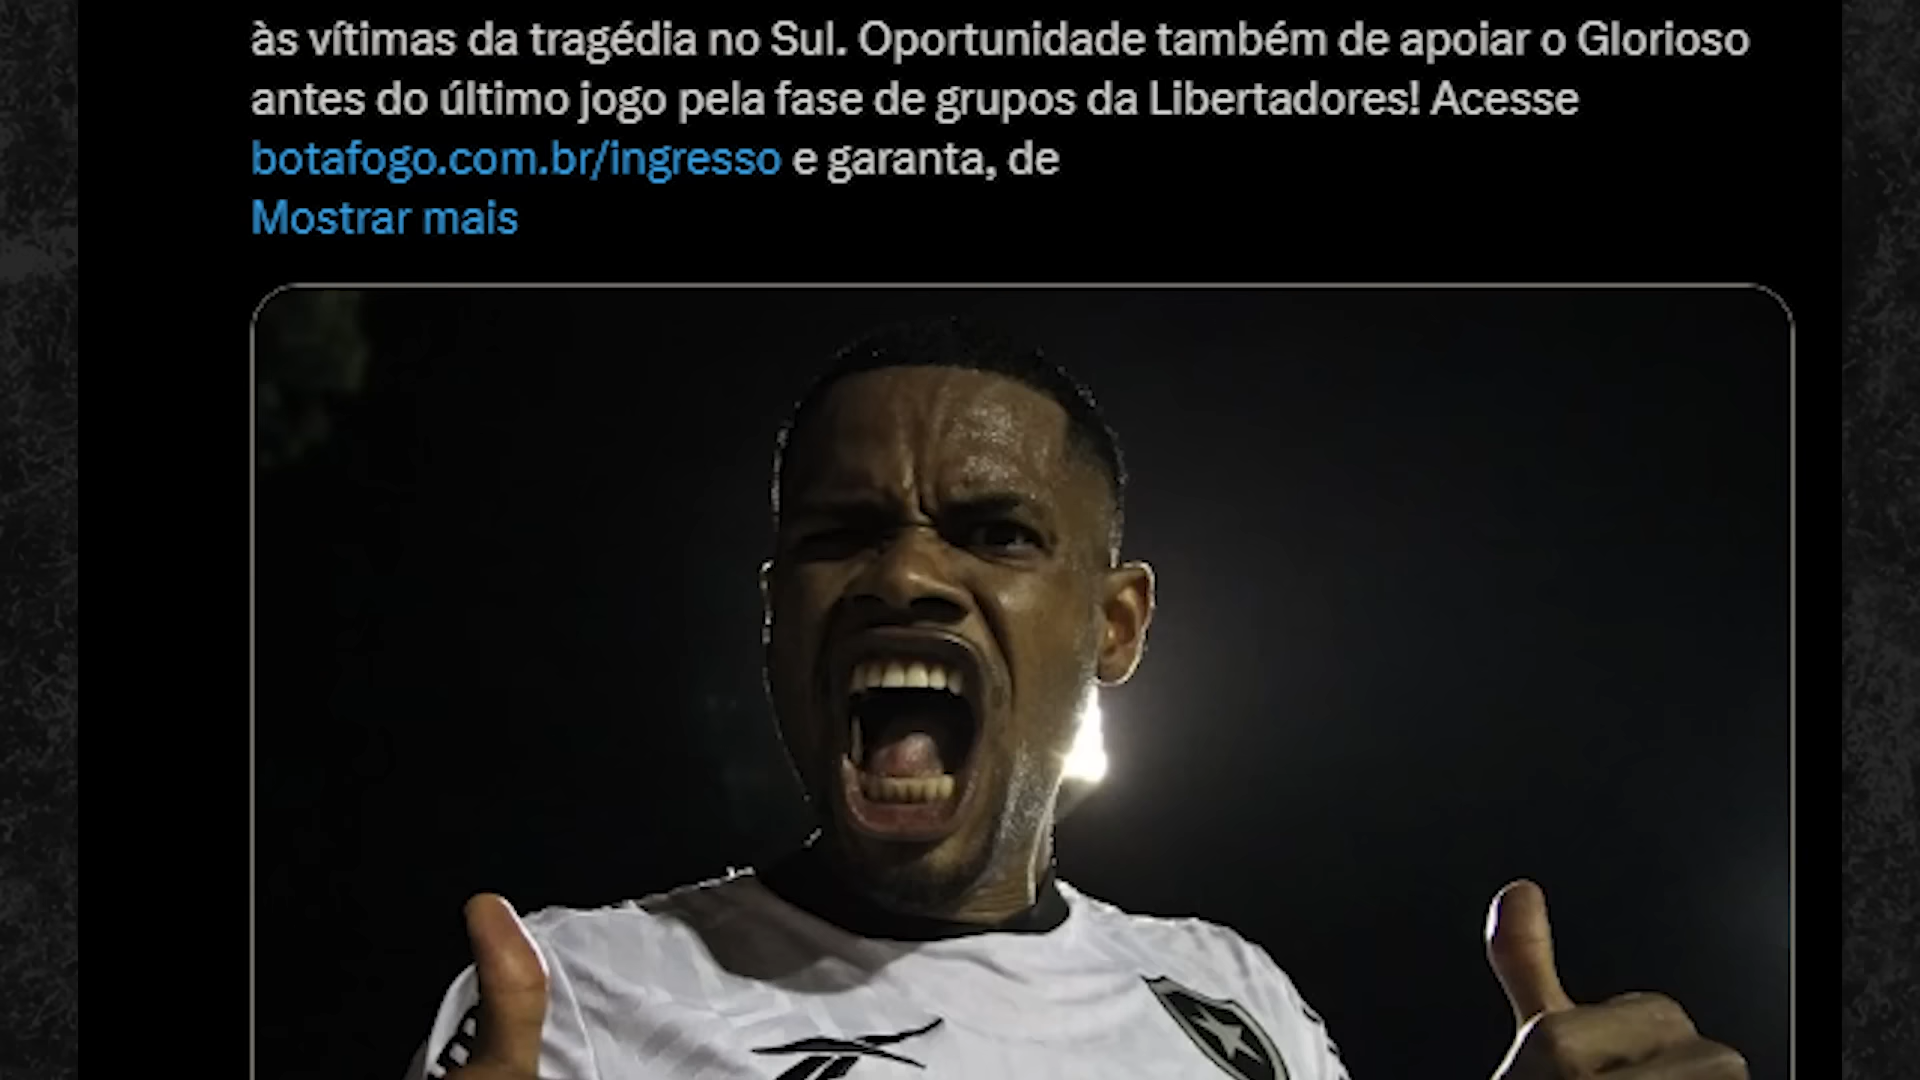 às vítimas da tragédia no Sul. Oportunidade também de apoiar o Glorioso
antes do último jogo pela fase de grupos da Libertadores! Acesse
botafogo.com.br/ingresso e garanta, de
Mostrar mais